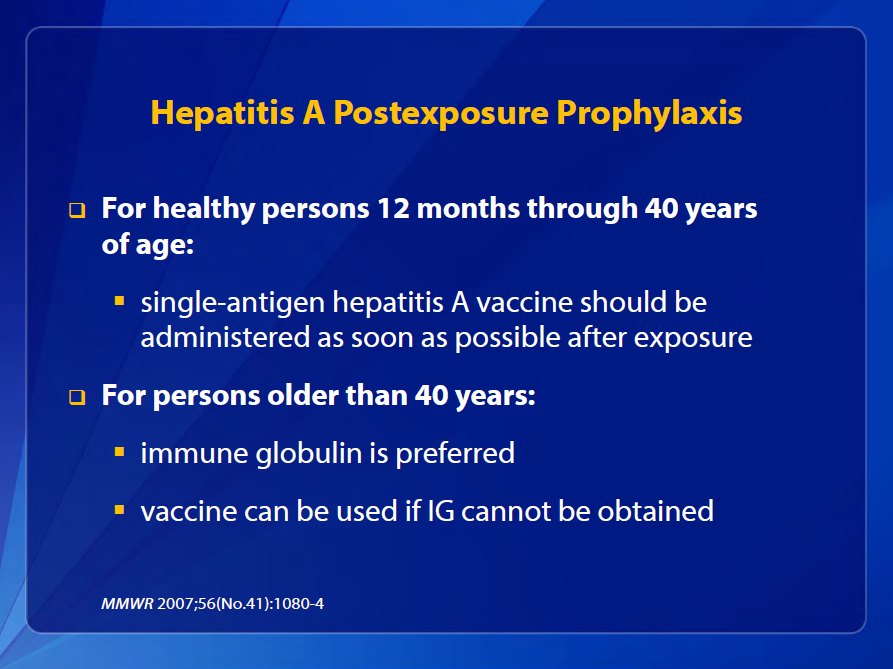 Hepatitis A Postexposure Prophylaxis
❑ For healthy persons 12 months through 40 years
of age:
▪ single-antigen hepatitis A vaccine should be
administered as soon as possible after exposure
❑ For persons older than 40 years:
▪ immune globulin is preferred
▪ vaccine can be used if IG cannot be obtained
MMWR 2007;56(No.41):1080-4